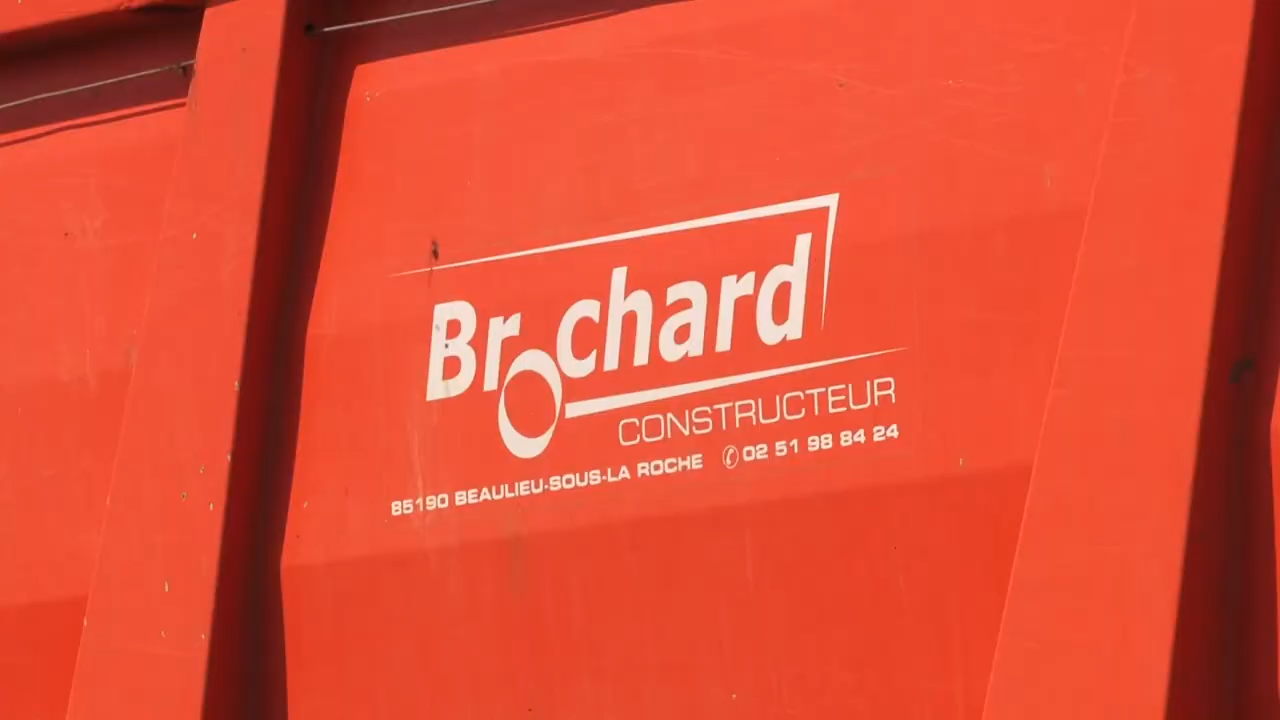 Brochard
CONSTRUCTEUR
85190 BEAULIEU-SOUS-LA ROCHE ✆ 02 51 98 84 24